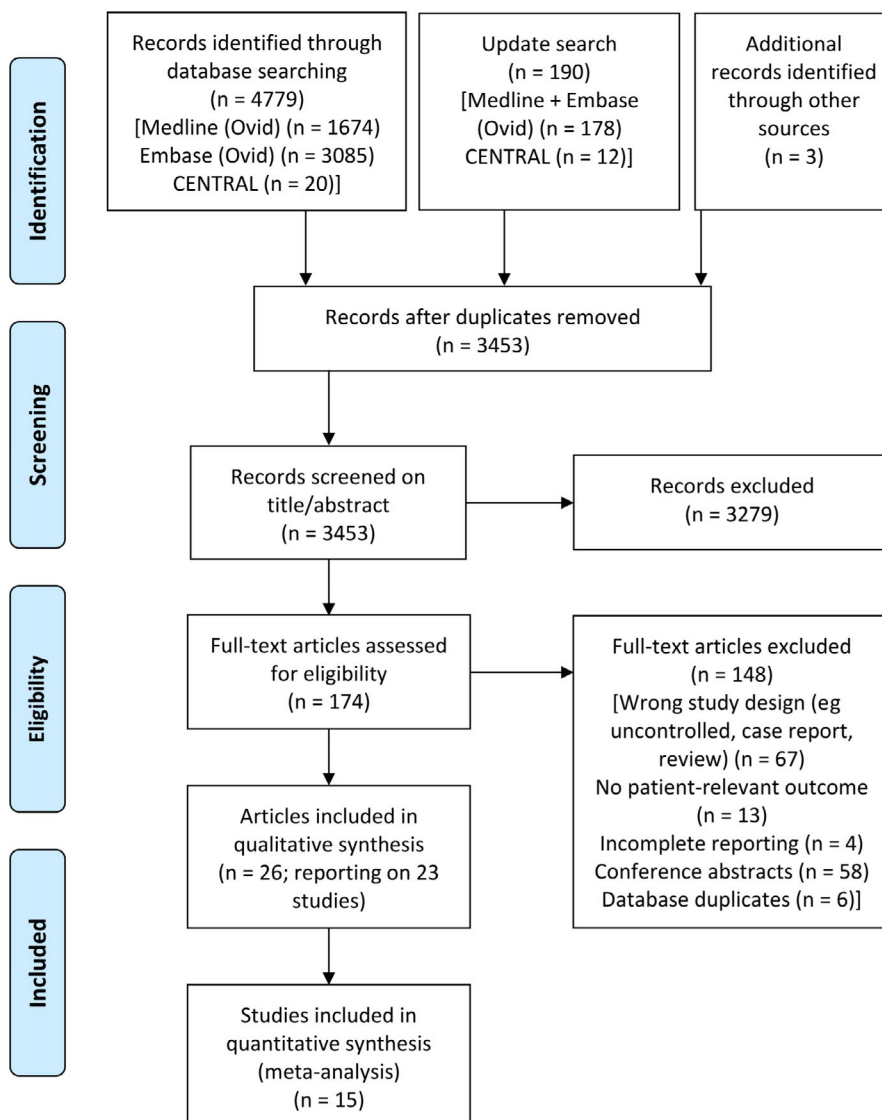 Identification
Records identified through
database searching
(n = 4779)
[Medline (Ovid) (n = 1674)
Embase (Ovid) (n = 3085)
CENTRAL (n = 20)]
Update search
(n = 190)
[Medline + Embase
(Ovid) (n = 178)
CENTRAL (n = 12)]
Additional
records identified
through other
sources
(n = 3)
Records after duplicates removed
(n = 3453)
Screening
Records screened on
title/abstract
(n = 3453)
Records excluded
(n = 3279)
Eligibility
Full-text articles assessed
for eligibility
(n = 174)
Full-text articles excluded
(n = 148)
[Wrong study design (eg
uncontrolled, case report,
review) (n = 67)
No patient-relevant outcome
(n = 13)
Incomplete reporting (n = 4)
Conference abstracts (n = 58)
Database duplicates (n = 6)]
Included
Articles included in
qualitative synthesis
(n = 26; reporting on 23
studies)
Studies included in
quantitative synthesis
(meta-analysis)
(n = 15)